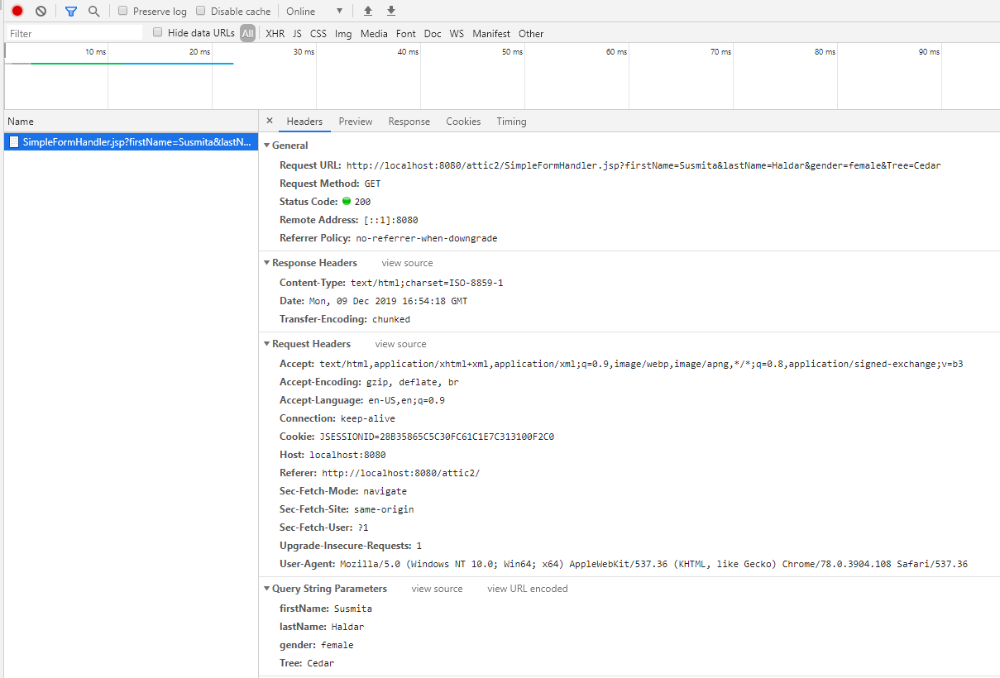 Preserve log Disable cache Online
Filter Hide data URLs All XHR JS CSS Img Media Font Doc WS Manifest Other
10 ms 20 ms 30 ms 40 ms 50 ms 60 ms 70 ms 80 ms 90 ms
Name × Headers Preview Response Cookies Timing
SimpleFormHandler.jsp?firstName=Susmita&lastN...
General
Request URL: http://localhost:8080/attic2/SimpleFormHandler.jsp?firstName=Susmita&lastName=Haldar&gender=female&Tree=Cedar
Request Method: GET
Status Code: 200
Remote Address: [::1]:8080
Referrer Policy: no-referrer-when-downgrade
Response Headers view source
Content-Type: text/html;charset=ISO-8859-1
Date: Mon, 09 Dec 2019 16:54:18 GMT
Transfer-Encoding: chunked
Request Headers view source
Accept: text/html,application/xhtml+xml,application/xml;q=0.9,image/webp,image/apng,*/*;q=0.8,application/signed-exchange;v=b3
Accept-Encoding: gzip, deflate, br
Accept-Language: en-US,en;q=0.9
Connection: keep-alive
Cookie: JSESSIONID=28B35865C5C30FC61C1E7C313100F2C0
Host: localhost:8080
Referer: http://localhost:8080/attic2/
Sec-Fetch-Mode: navigate
Sec-Fetch-Site: same-origin
Sec-Fetch-User: ?1
Upgrade-Insecure-Requests: 1
User-Agent: Mozilla/5.0 (Windows NT 10.0; Win64; x64) AppleWebKit/537.36 (KHTML, like Gecko) Chrome/78.0.3904.108 Safari/537.36
Query String Parameters view source view URL encoded
firstName: Susmita
lastName: Haldar
gender: female
Tree: Cedar